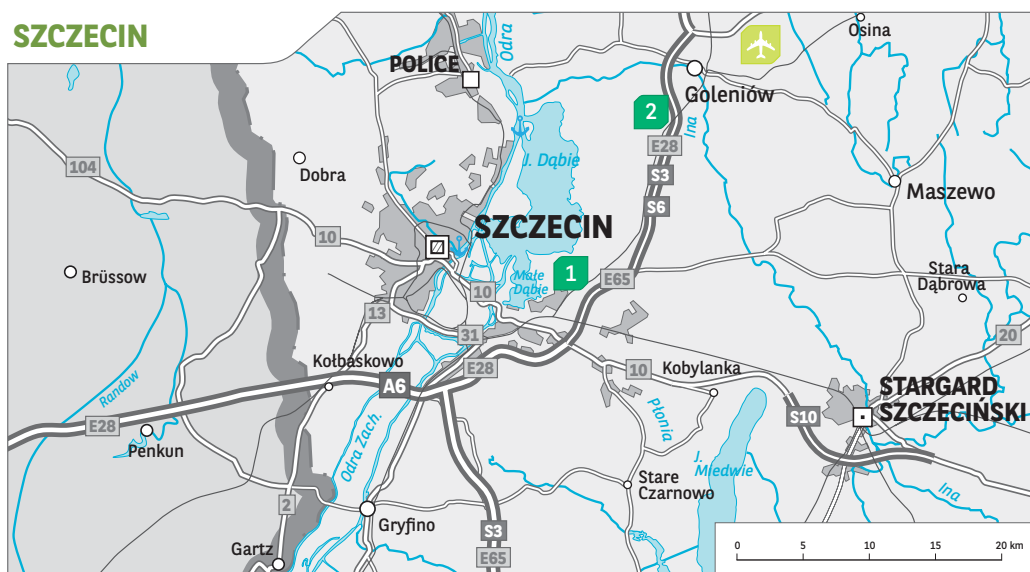 SZCZECIN
POLICE
Odra
Osina
Goleniów
2
Ina
104
Dobra
J. Dąbie
E28
S3
S6
Maszewo
10
SZCZECIN
Brüssow
Małe
Dąbie
1
E65
Stara
Dąbrowa
10
13
31
20
Kołbaskowo
E28
10
Kobylanka
Randow
A6
STARGARD
SZCZECIŃSKI
E28
Penkun
Odra Zach.
Płonia
S10
J.
Miedwie
Stare
Czarnowo
Ina
2
Gryfino
S3
E65
Gartz
0 5 10 15 20 km